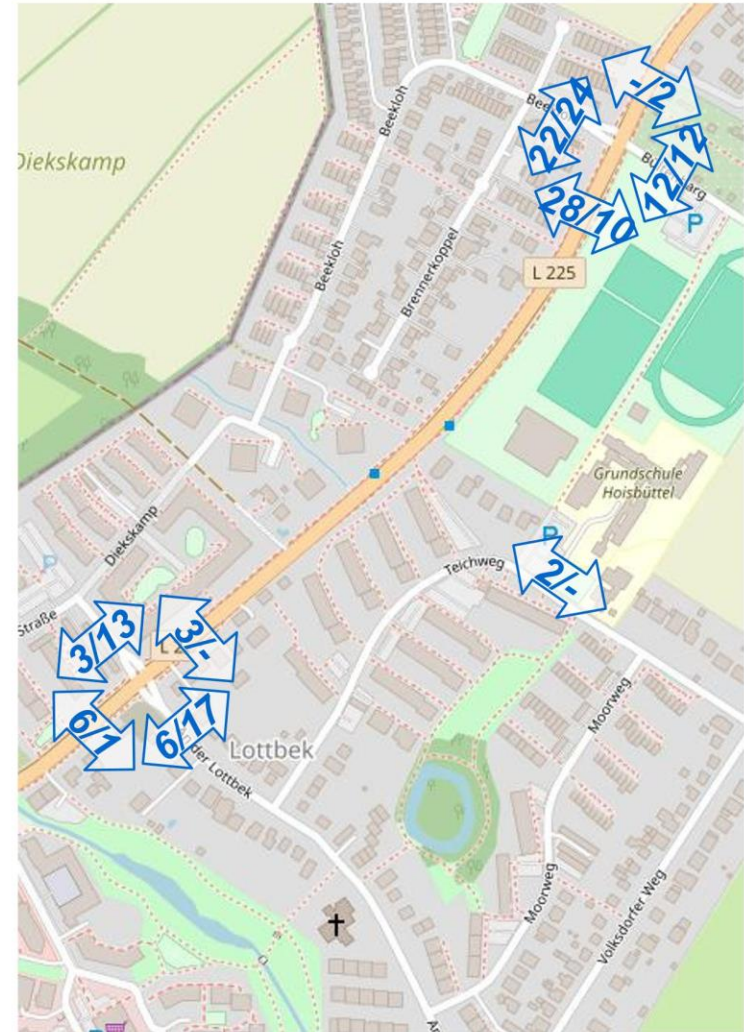 Diekskamp
Beekloh
22/24
-/2
12/12
28/10
P
Beekloh
Brennerkoppel
L 225
Grundschule
Hoisbüttel
Diekskamp
P
P
Teichweg
2/-
Straße
3/13
3/-
6/1
6/17
der Lottbek
Lottbek
Moorweg
Moorweg
Volksdorfer Weg